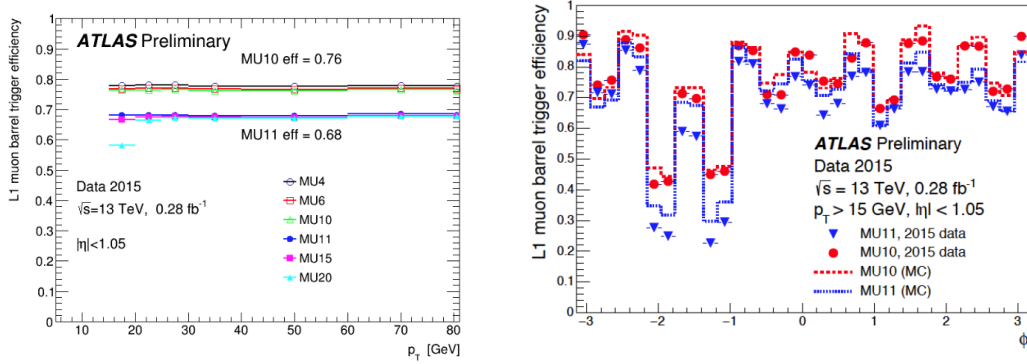 L1 muon barrel trigger efficiency
1
0.9
0.8
0.7
0.6
0.5
0.4
0.3
0.2
0.1
0
ATLAS Preliminary
MU10 eff = 0.76
MU11 eff = 0.68
Data 2015
√s=13 TeV, 0.28 fb⁻¹
|η|<1.05
MU4
MU6
MU10
MU11
MU15
MU20
10 20 30 40 50 60 70 80
p_T [GeV]
L1 muon barrel trigger efficiency
1
0.9
0.8
0.7
0.6
0.5
0.4
0.3
0.2
0.1
0
ATLAS Preliminary
Data 2015
√s = 13 TeV, 0.28 fb⁻¹
p_T > 15 GeV, |η| < 1.05
MU11, 2015 data
MU10, 2015 data
MU10 (MC)
MU11 (MC)
−3 −2 −1 0 1 2 3
ϕ